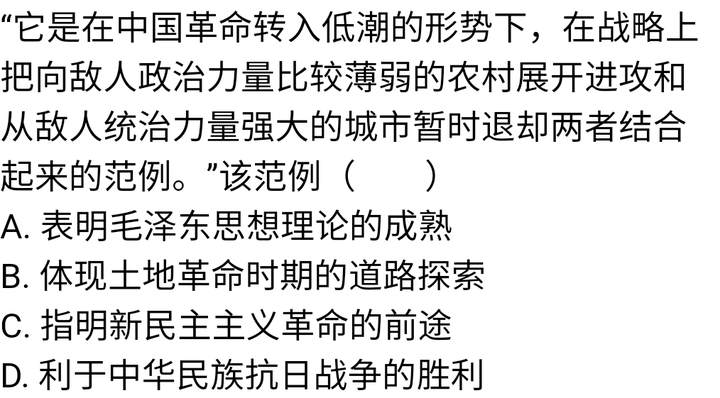 “它是在中国革命转入低潮的形势下，在战略上
把向敌人政治力量比较薄弱的农村展开进攻和
从敌人统治力量强大的城市暂时退却两者结合
起来的范例。”该范例（　　）
A. 表明毛泽东思想理论的成熟
B. 体现土地革命时期的道路探索
C. 指明新民主主义革命的前途
D. 利于中华民族抗日战争的胜利